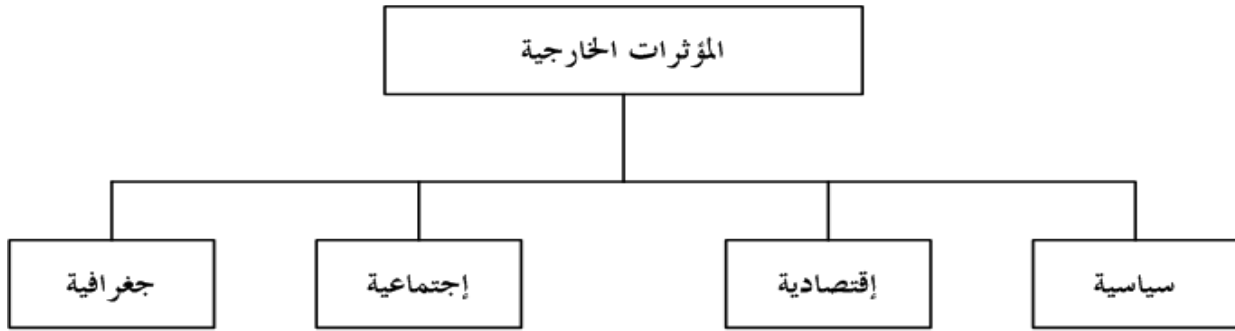 المؤثرات الخارجية
سياسية
إقتصادية
إجتماعية
جغرافية